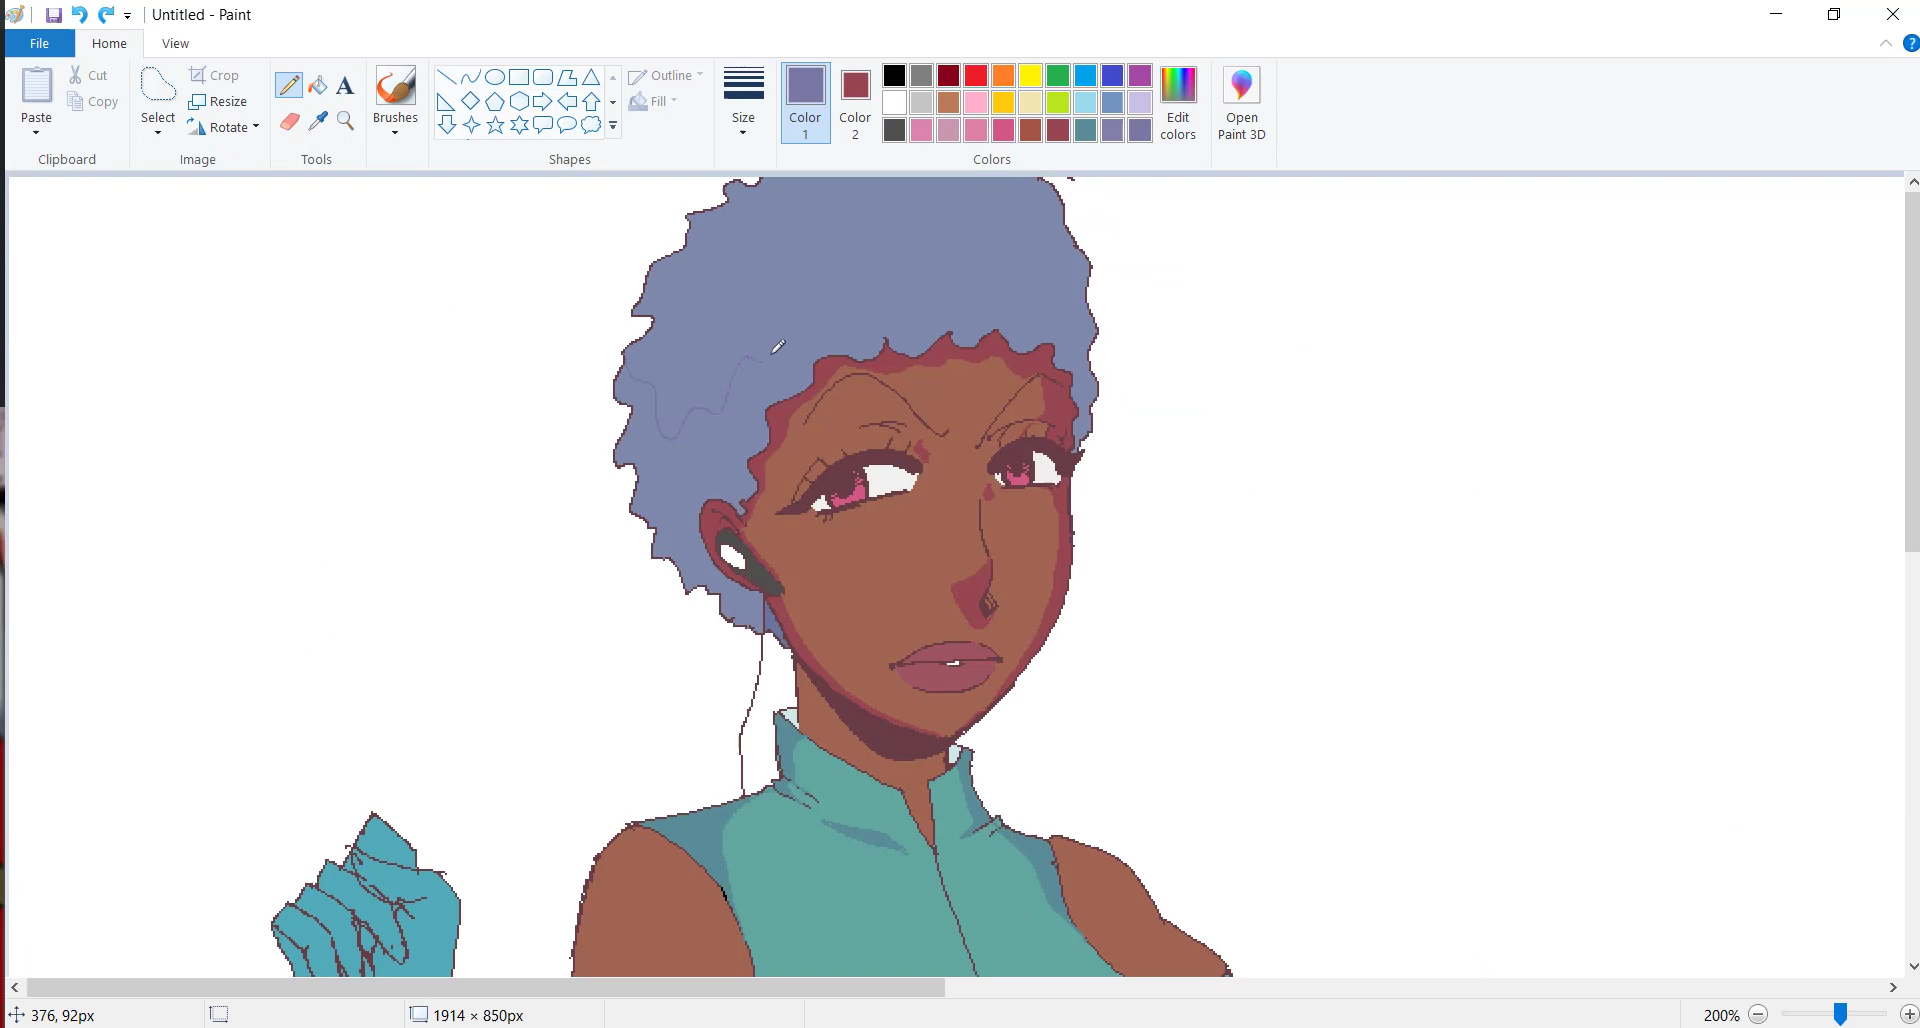 Untitled - Paint
File
Home
View
Paste
Cut
Copy
Clipboard
Select
Crop
Resize
Rotate
Image
A
Tools
Brushes
Outline
Fill
Shapes
Size
Color
1
Color
2
Edit
colors
Colors
Open
Paint 3D
?
376, 92px
1914 × 850px
200%